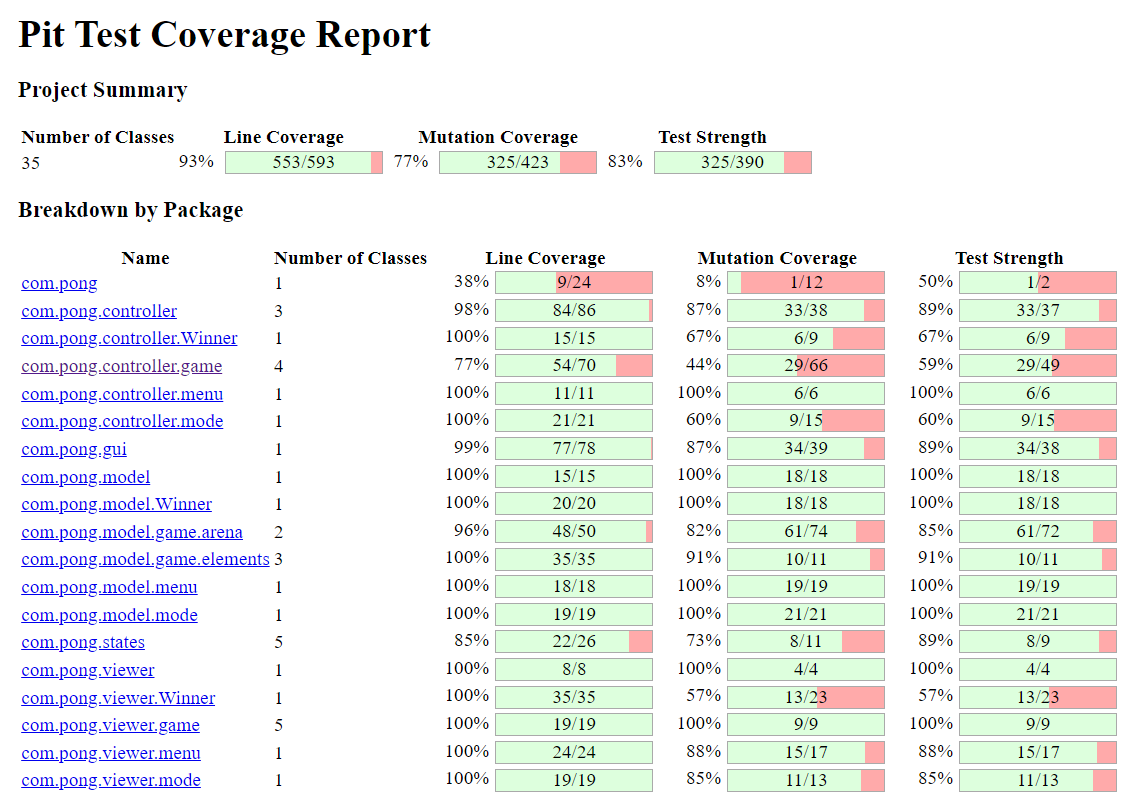 Pit Test Coverage Report
Project Summary
Number of Classes Line Coverage Mutation Coverage Test Strength
35 93% 553/593 77% 325/423 83% 325/390
Breakdown by Package
Name Number of Classes Line Coverage Mutation Coverage Test Strength
com.pong 1 38% 9/24 8% 1/12 50% 1/2
com.pong.controller 3 98% 84/86 87% 33/38 89% 33/37
com.pong.controller.Winner 1 100% 15/15 67% 6/9 67% 6/9
com.pong.controller.game 4 77% 54/70 44% 29/66 59% 29/49
com.pong.controller.menu 1 100% 11/11 100% 6/6 100% 6/6
com.pong.controller.mode 1 100% 21/21 60% 9/15 60% 9/15
com.pong.gui 1 99% 77/78 87% 34/39 89% 34/38
com.pong.model 1 100% 15/15 100% 18/18 100% 18/18
com.pong.model.Winner 1 100% 20/20 100% 18/18 100% 18/18
com.pong.model.game.arena 2 96% 48/50 82% 61/74 85% 61/72
com.pong.model.game.elements 3 100% 35/35 91% 10/11 91% 10/11
com.pong.model.menu 1 100% 18/18 100% 19/19 100% 19/19
com.pong.model.mode 1 100% 19/19 100% 21/21 100% 21/21
com.pong.states 5 85% 22/26 73% 8/11 89% 8/9
com.pong.viewer 1 100% 8/8 100% 4/4 100% 4/4
com.pong.viewer.Winner 1 100% 35/35 57% 13/23 57% 13/23
com.pong.viewer.game 5 100% 19/19 100% 9/9 100% 9/9
com.pong.viewer.menu 1 100% 24/24 88% 15/17 88% 15/17
com.pong.viewer.mode 1 100% 19/19 85% 11/13 85% 11/13